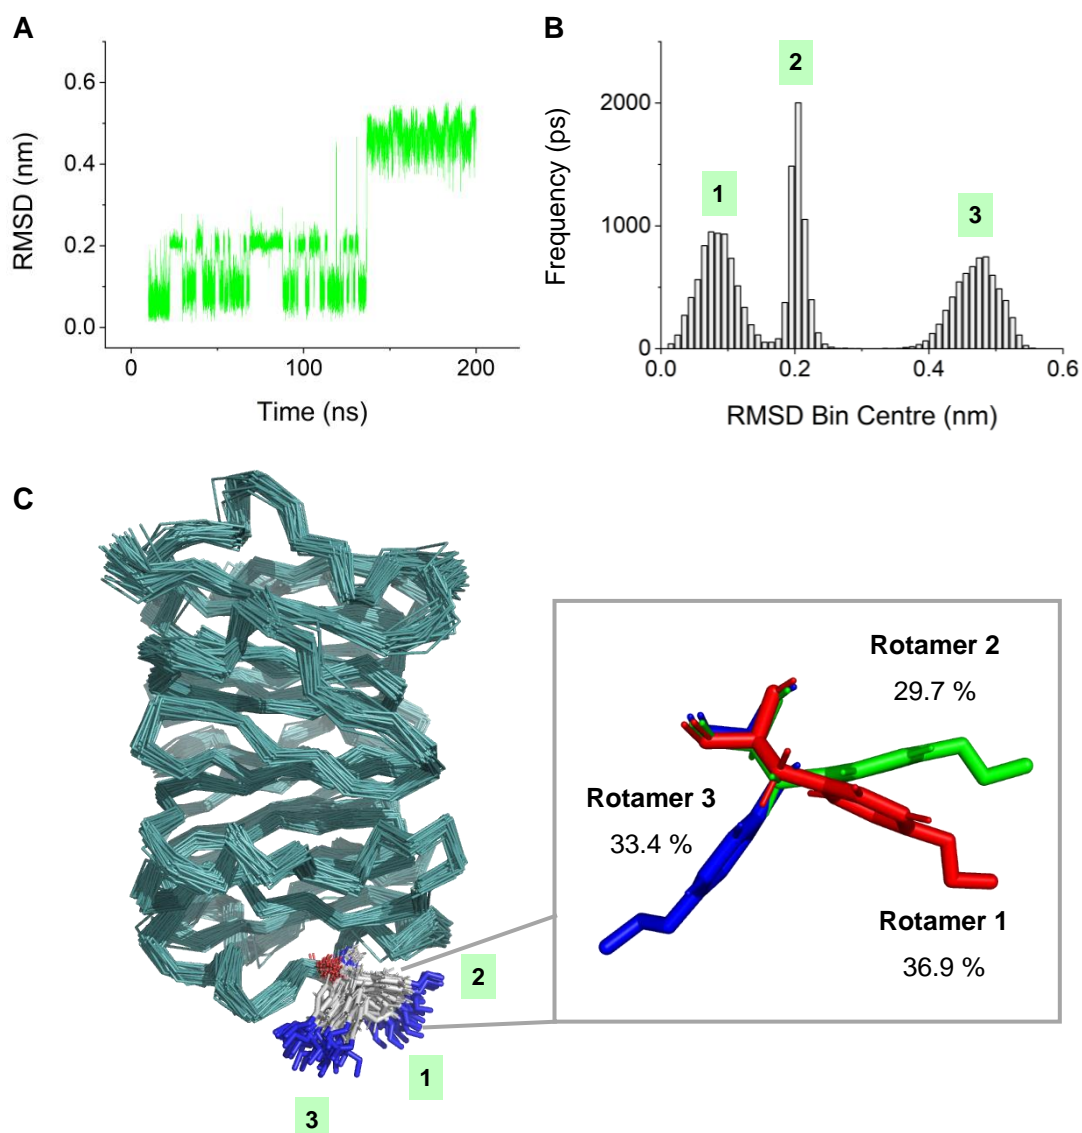 A
RMSD (nm)
0.6
0.4
0.2
0.0
0
100
200
Time (ns)
B
Frequency (ps)
2000
1000
0
0.0
0.2
0.4
0.6
RMSD Bin Centre (nm)
1
2
3
C
2
1
3
Rotamer 2
29.7 %
Rotamer 3
33.4 %
Rotamer 1
36.9 %